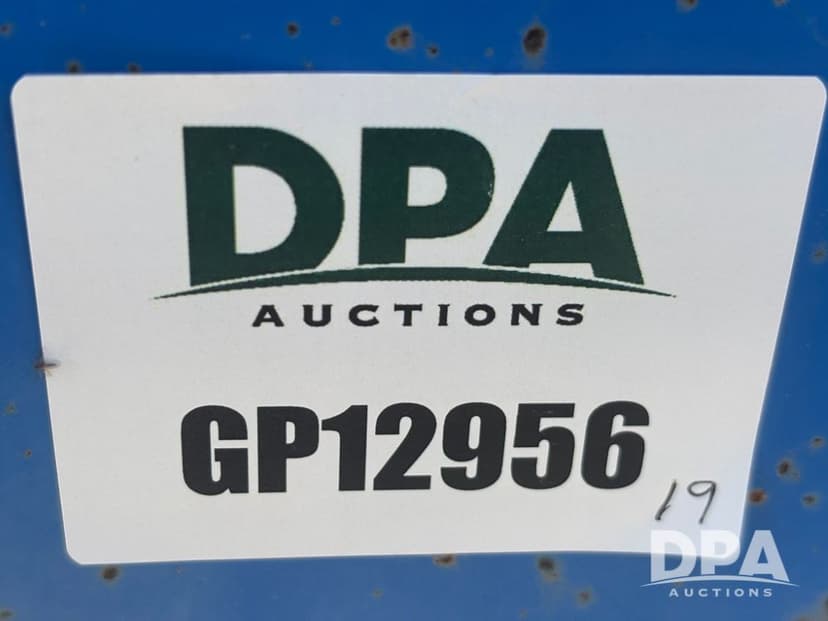 DPA
AUCTIONS
GP12956
19
DPA
AUCTIONS